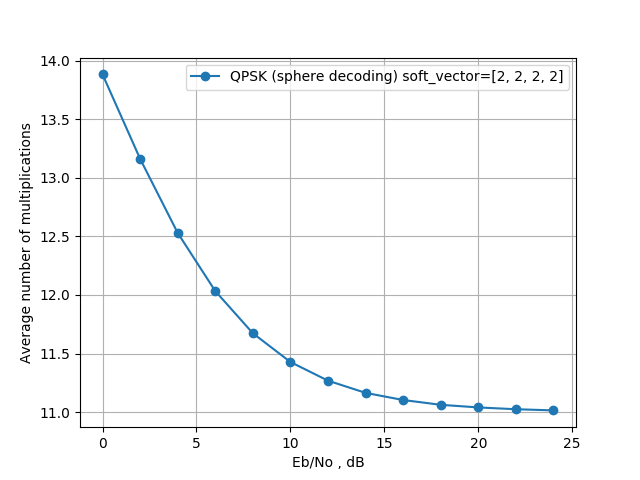 QPSK (sphere decoding) soft_vector=[2, 2, 2, 2]
14.0
13.5
13.0
12.5
12.0
11.5
11.0
Average number of multiplications
0 5 10 15 20 25
Eb/No , dB